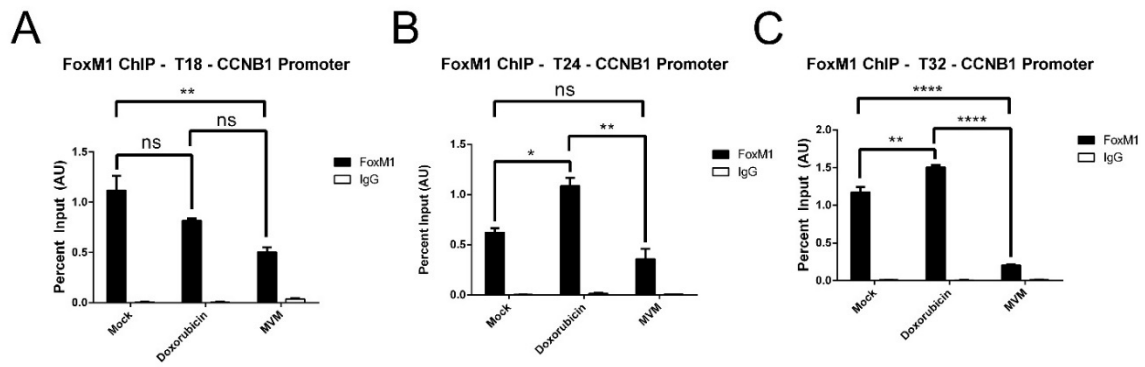 A
FoxM1 ChIP - T18 - CCNB1 Promoter
**
ns
ns
Percent Input (AU)
1.5
1.0
0.5
0.0
Mock
Doxorubicin
MVM
FoxM1
IgG
B
FoxM1 ChIP - T24 - CCNB1 Promoter
ns
**
*
Percent Input (AU)
1.5
1.0
0.5
0.0
Mock
Doxorubicin
MVM
FoxM1
IgG
C
FoxM1 ChIP - T32 - CCNB1 Promoter
****
****
**
Percent Input (AU)
2.0
1.5
1.0
0.5
0.0
Mock
Doxorubicin
MVM
FoxM1
IgG